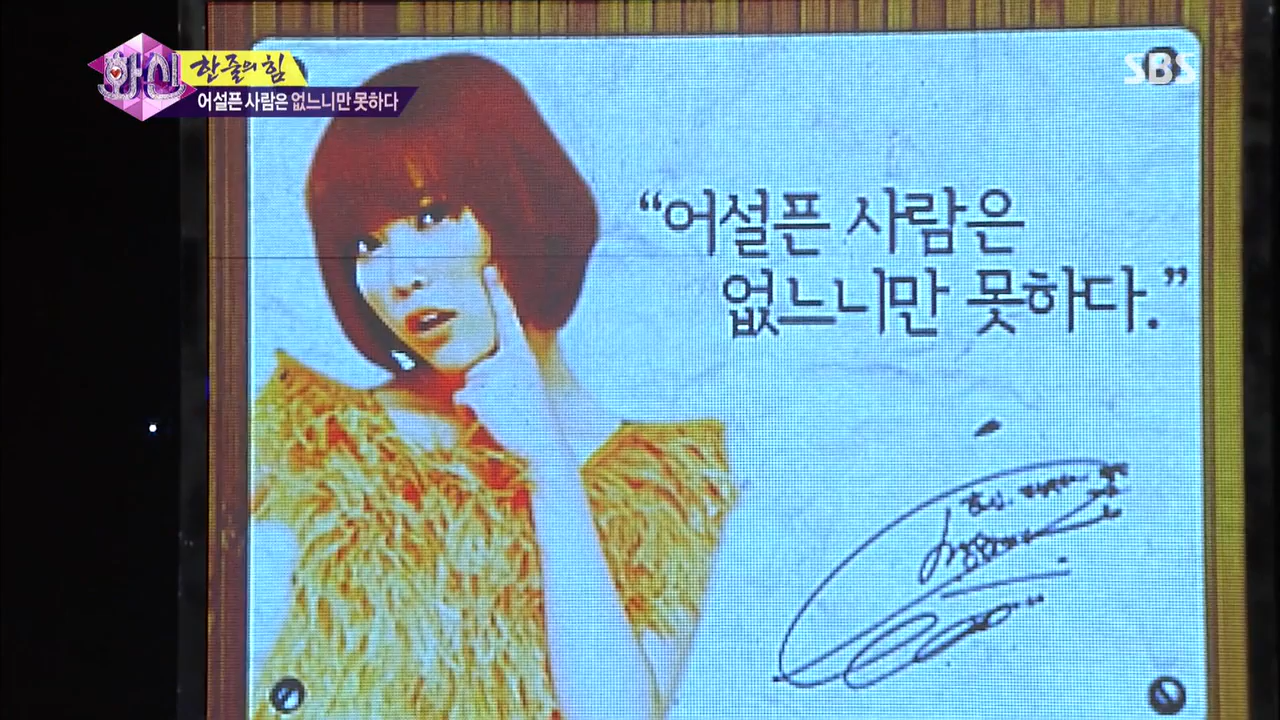 화신
한 줄의 힘
SBS
어설픈 사람은 없느니만 못하다
“어설픈 사람은
없느니만 못하다.”